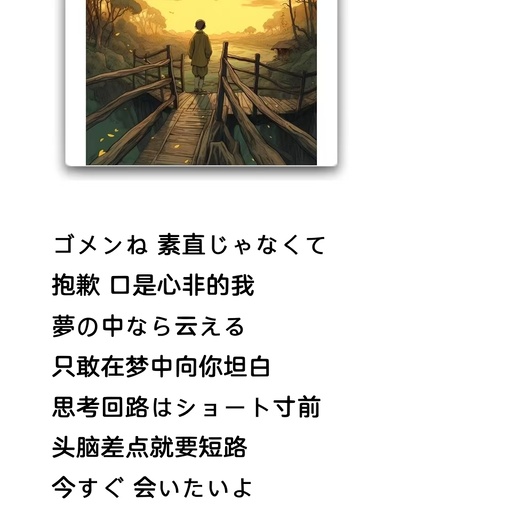 ゴメンね 素直じゃなくて
抱歉 口是心非的我
夢の中なら云える
只敢在梦中向你坦白
思考回路はショート寸前
头脑差点就要短路
今すぐ 会いたいよ